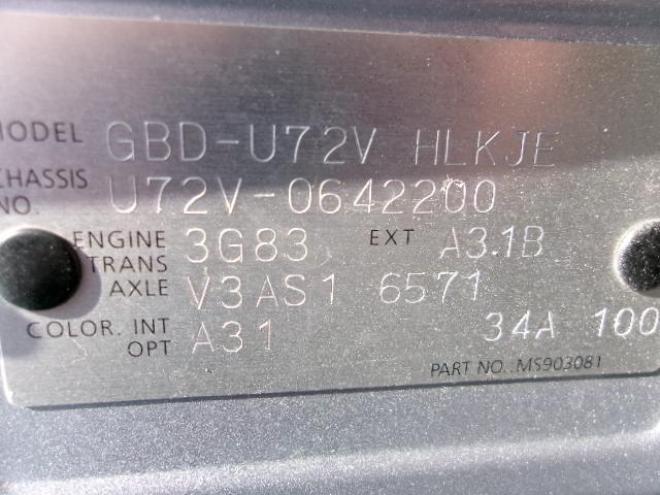 MODEL GBD-U72V HLKJE
CHASSIS NO. U72V-0642200
ENGINE 3G83 EXT A31B
TRANS AXLE V3AS1 6571
COLOR. INT OPT A31 34A 100
PART NO.:MS903081